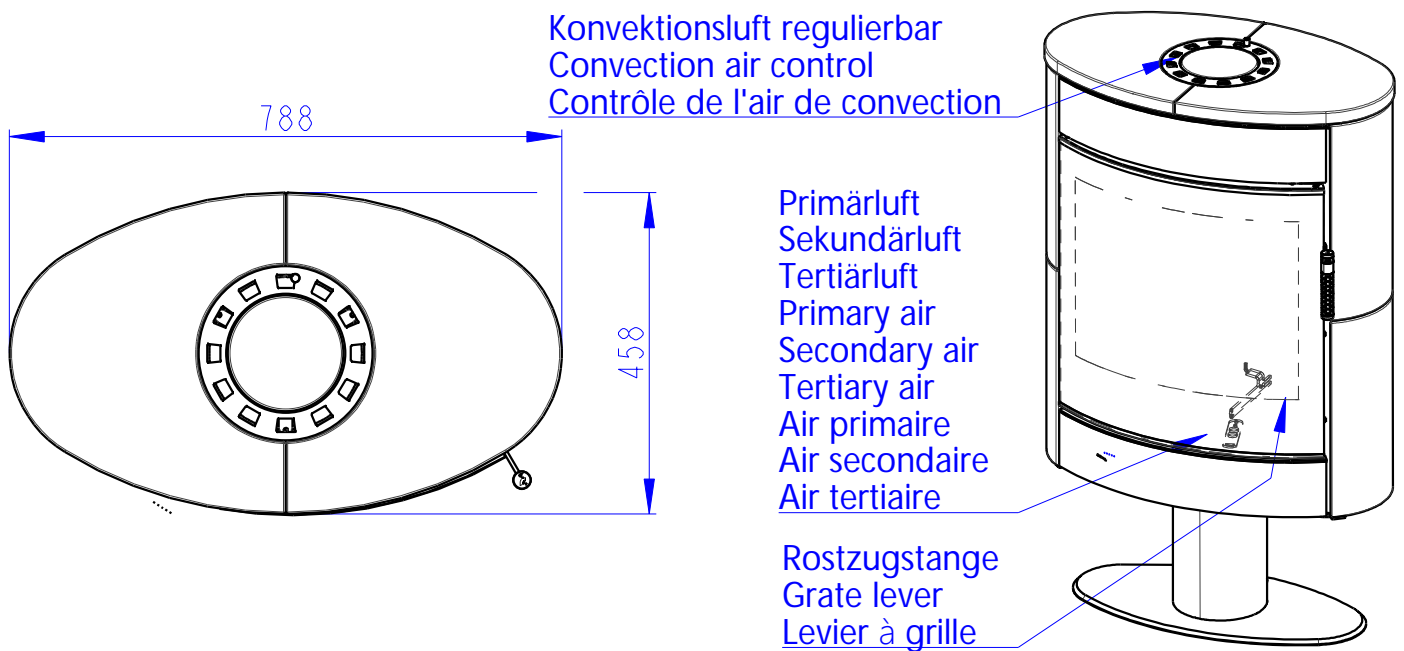 Konvektionsluft regulierbar
Convection air control
Contrôle de l'air de convection
788
458
Primärluft
Sekundärluft
Tertiärluft
Primary air
Secondary air
Tertiary air
Air primaire
Air secondaire
Air tertiaire
Rostzugstange
Grate lever
Levier à grille